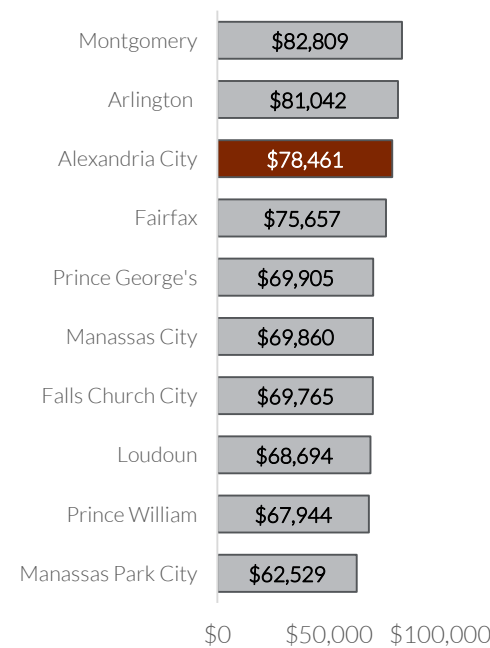 Montgomery $82,809
Arlington $81,042
Alexandria City $78,461
Fairfax $75,657
Prince George's $69,905
Manassas City $69,860
Falls Church City $69,765
Loudoun $68,694
Prince William $67,944
Manassas Park City $62,529
$0 $50,000 $100,000